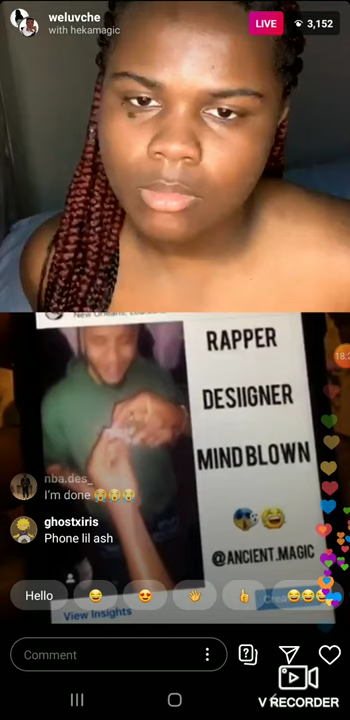 weluvche
with hekamagic
LIVE
3,152
RAPPER
DESIIGNER
MIND BLOWN
@ANCIENT.MAGIC
nba.des_
I'm done 😭😭😭
ghostxiris
Phone lil ash
Hello
View Insights
Comment
V RECORDER